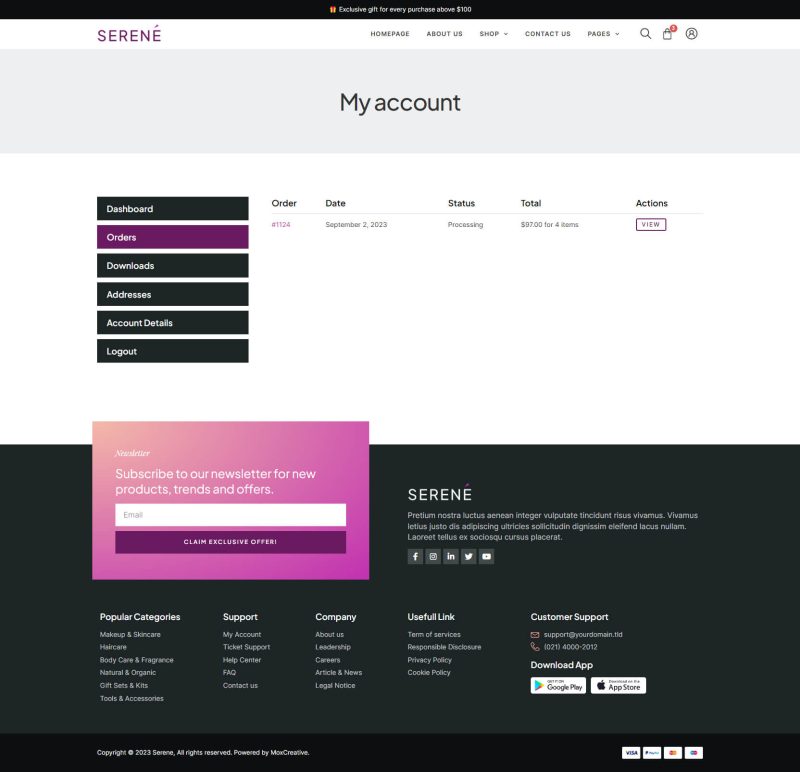 Exclusive gift for every purchase above $100
SERENÉ
HOMEPAGE ABOUT US SHOP CONTACT US PAGES
3
My account
Dashboard
Orders
Downloads
Addresses
Account Details
Logout
Order Date Status Total Actions
#1124 September 2, 2023 Processing $97.00 for 4 items VIEW
Newsletter
Subscribe to our newsletter for new
products, trends and offers.
Email
CLAIM EXCLUSIVE OFFER!
SERENÉ
Pretium nostra luctus aenean integer vulputate tincidunt risus vivamus. Vivamus
letius justo dis adipiscing ultricies sollicitudin dignissim eleifend lacus nullam.
Laoreet tellus ex sociosqu cursus placerat.
Popular Categories
Makeup & Skincare
Haircare
Body Care & Fragrance
Natural & Organic
Gift Sets & Kits
Tools & Accessories
Support
My Account
Ticket Support
Help Center
FAQ
Contact us
Company
About us
Leadership
Careers
Article & News
Legal Notice
Usefull Link
Term of services
Responsible Disclosure
Privacy Policy
Cookie Policy
Customer Support
support@yourdomain.tld
(021) 4000-2012
Download App
GET IT ON
Google Play
Download on the
App Store
Copyright © 2023 Serene, All rights reserved. Powered by MoxCreative.
VISA PayPal